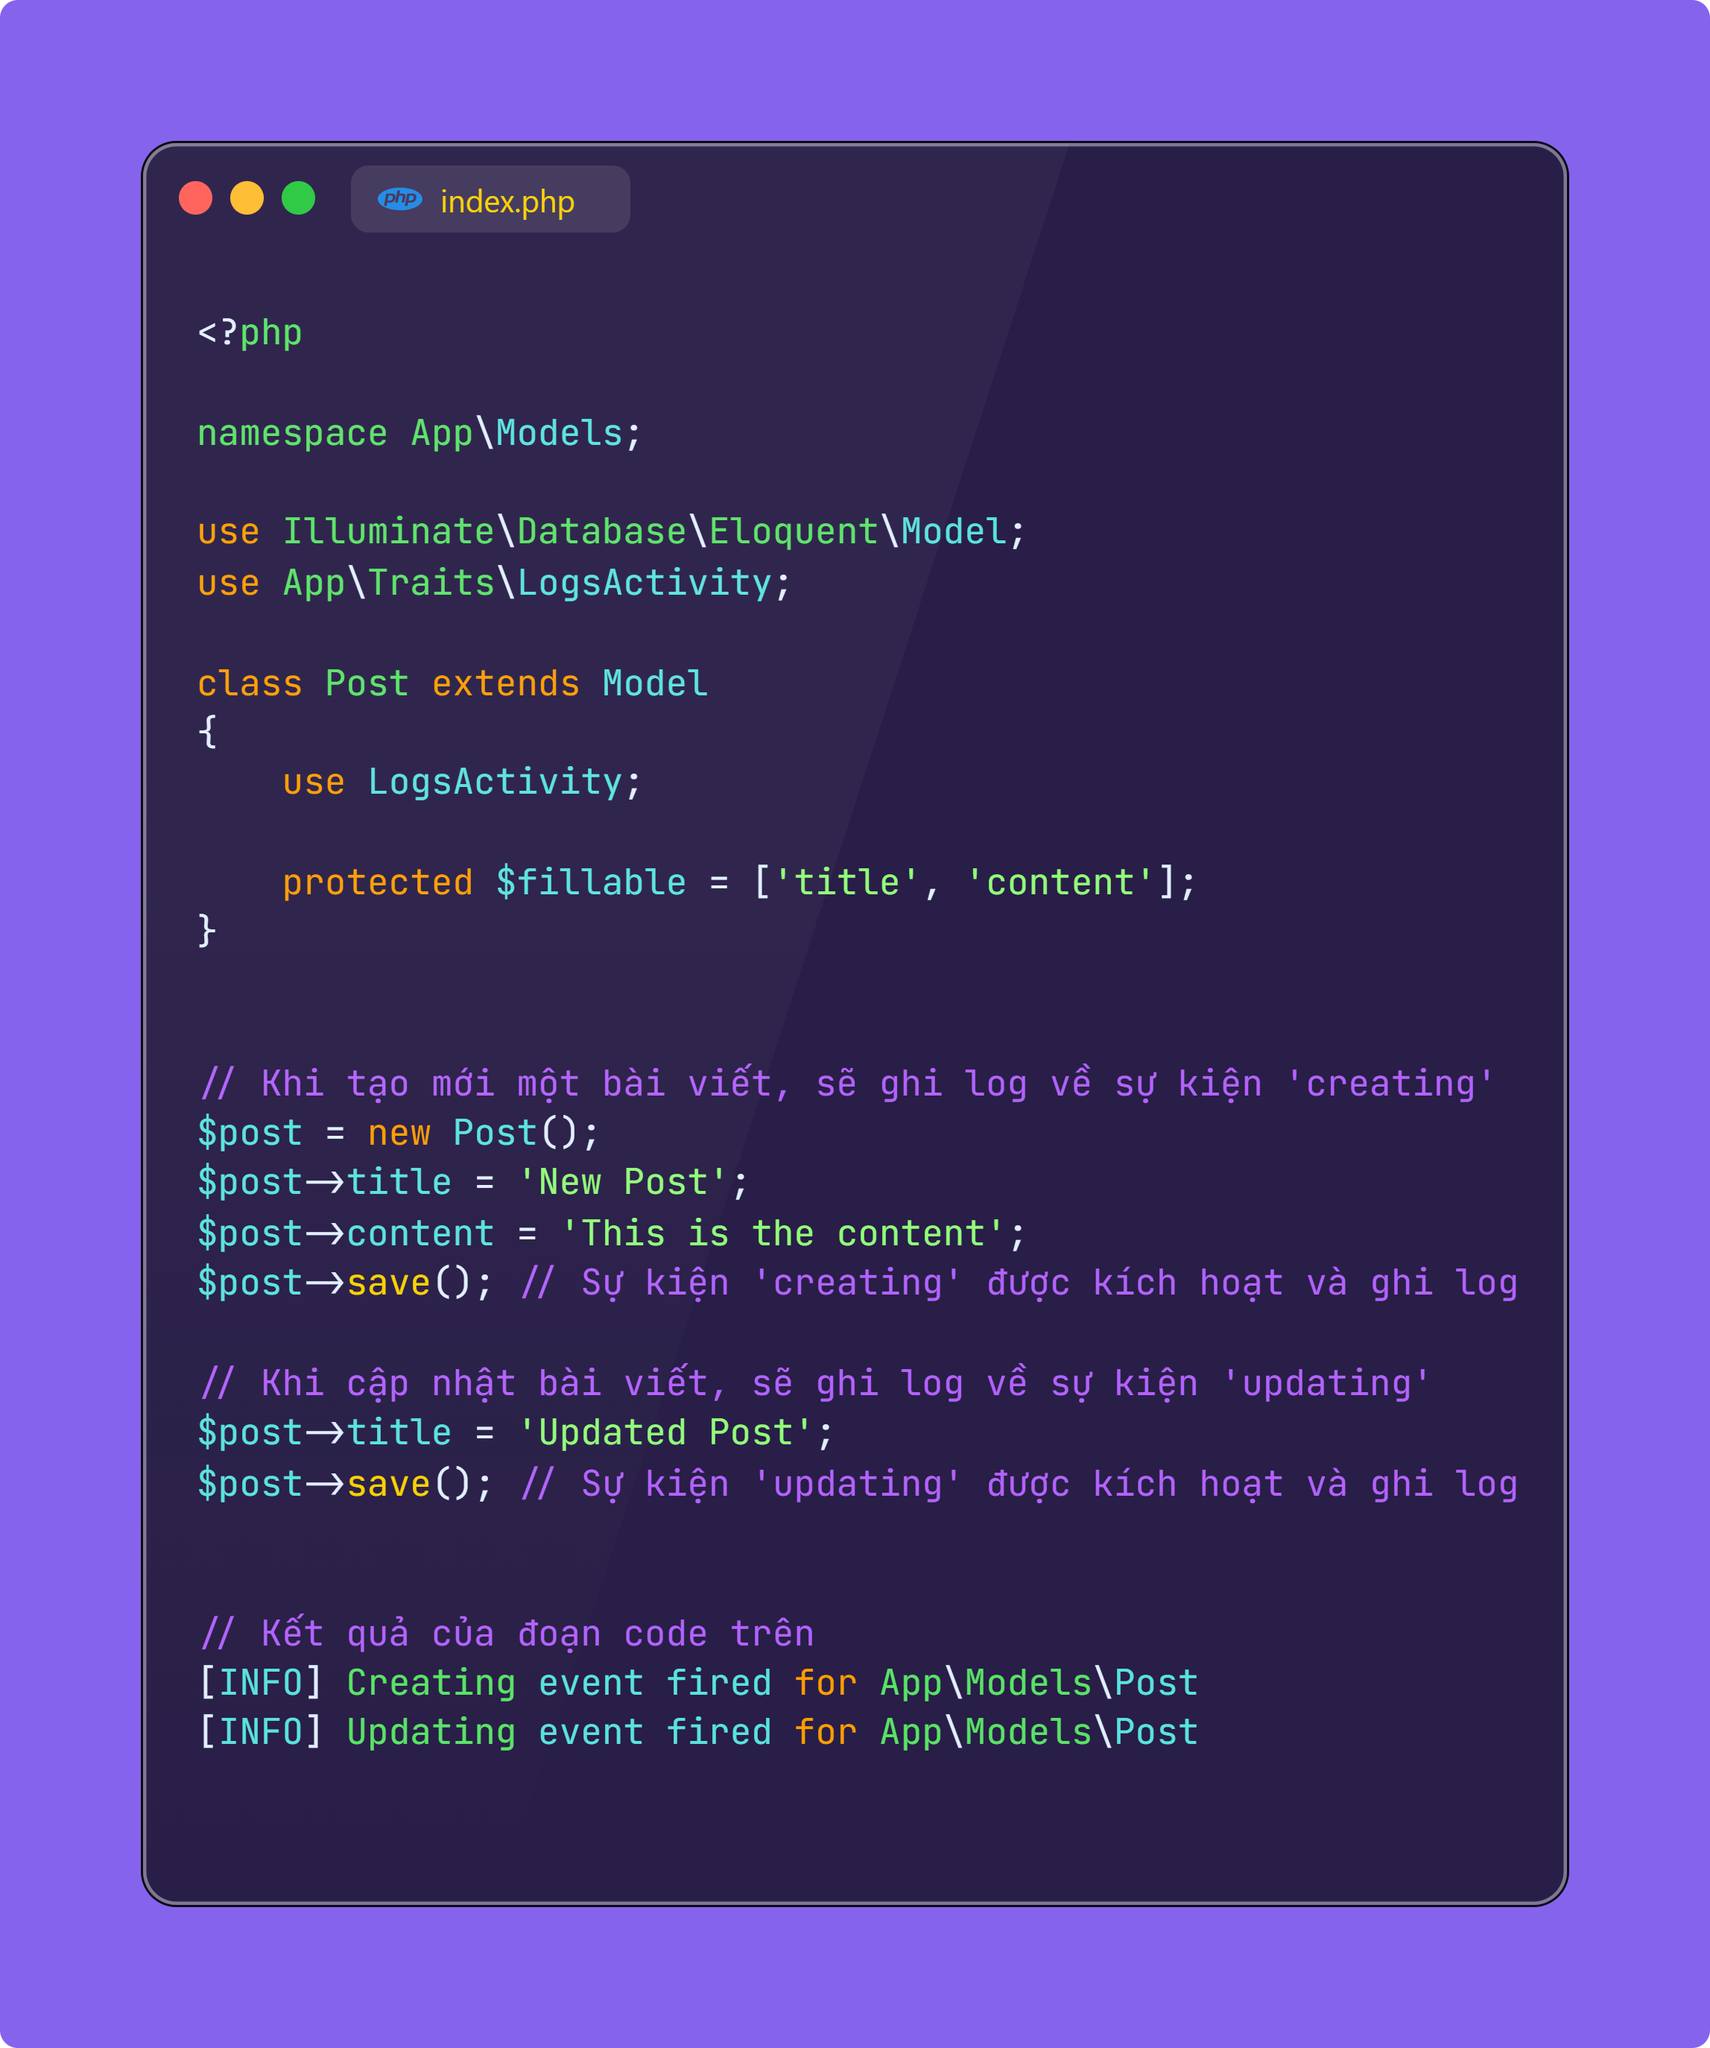 php index.php
<?php
namespace App\Models;
use Illuminate\Database\Eloquent\Model;
use App\Traits\LogsActivity;
class Post extends Model
{
    use LogsActivity;
    protected $fillable = ['title', 'content'];
}
// Khi tạo mới một bài viết, sẽ ghi log về sự kiện 'creating'
$post = new Post();
$post->title = 'New Post';
$post->content = 'This is the content';
$post->save(); // Sự kiện 'creating' được kích hoạt và ghi log
// Khi cập nhật bài viết, sẽ ghi log về sự kiện 'updating'
$post->title = 'Updated Post';
$post->save(); // Sự kiện 'updating' được kích hoạt và ghi log
// Kết quả của đoạn code trên
[INFO] Creating event fired for App\Models\Post
[INFO] Updating event fired for App\Models\Post